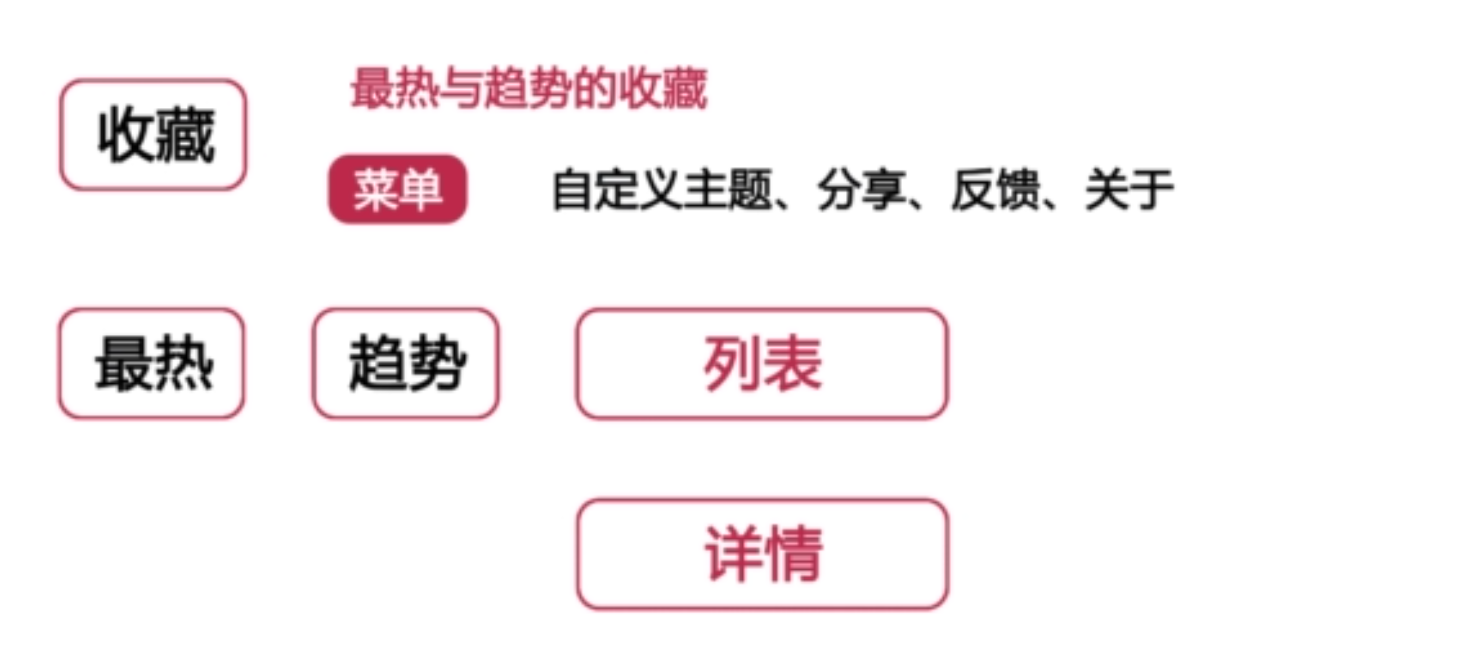 收藏
最热与趋势的收藏
菜单 自定义主题、分享、反馈、关于
最热 趋势 列表
详情